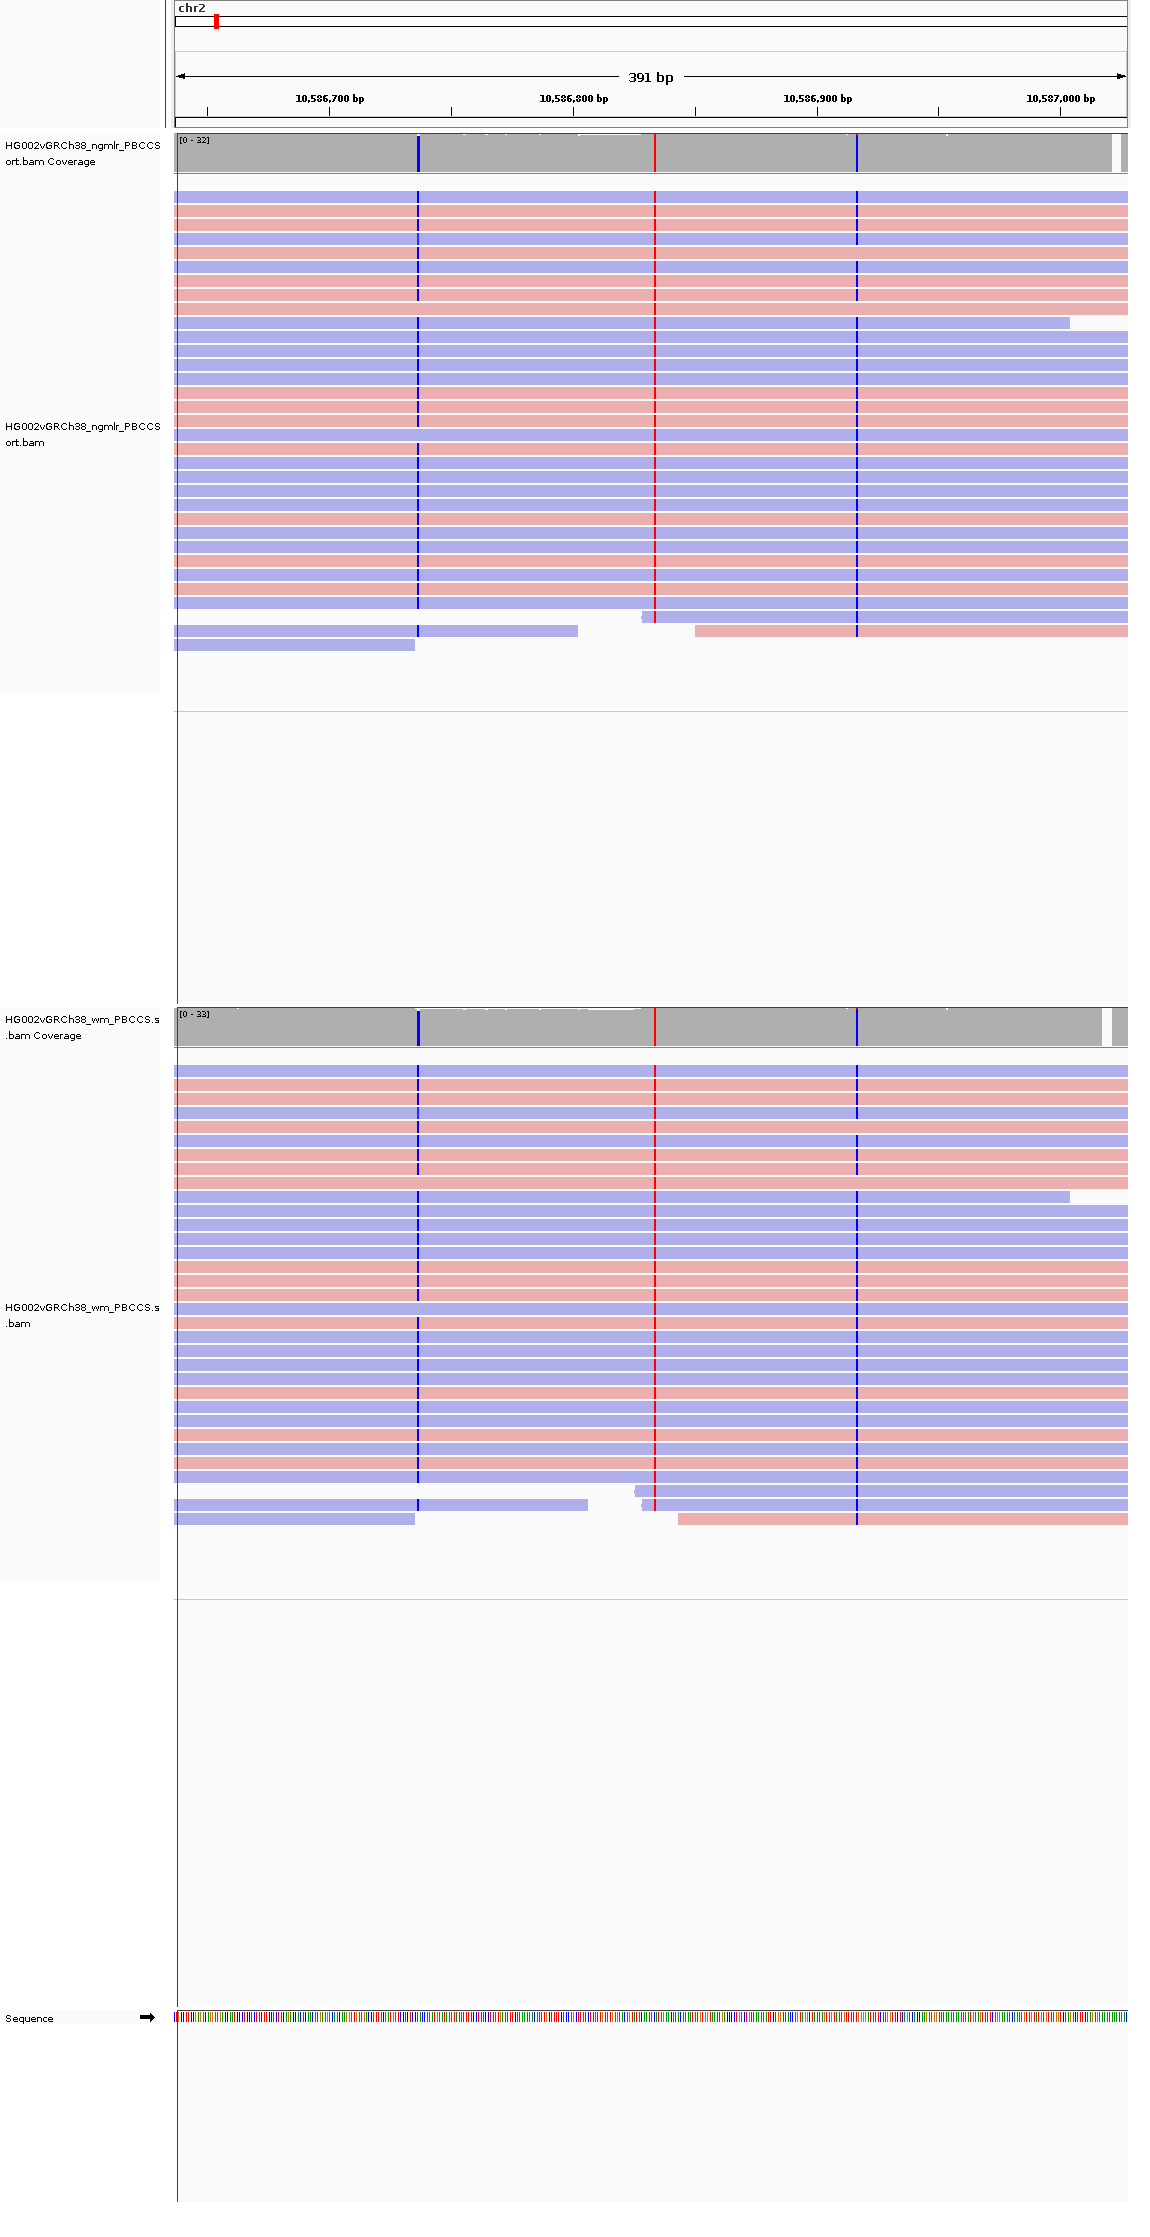 chr2
391 bp
10,586,700 bp 10,586,800 bp 10,586,900 bp 10,587,000 bp
HG002vGRCh38_ngmlr_PBCCS
ort.bam Coverage
[0 - 32]
HG002vGRCh38_ngmlr_PBCCS
ort.bam
HG002vGRCh38_wm_PBCCS.s
.bam Coverage
[0 - 33]
HG002vGRCh38_wm_PBCCS.s
.bam
Sequence